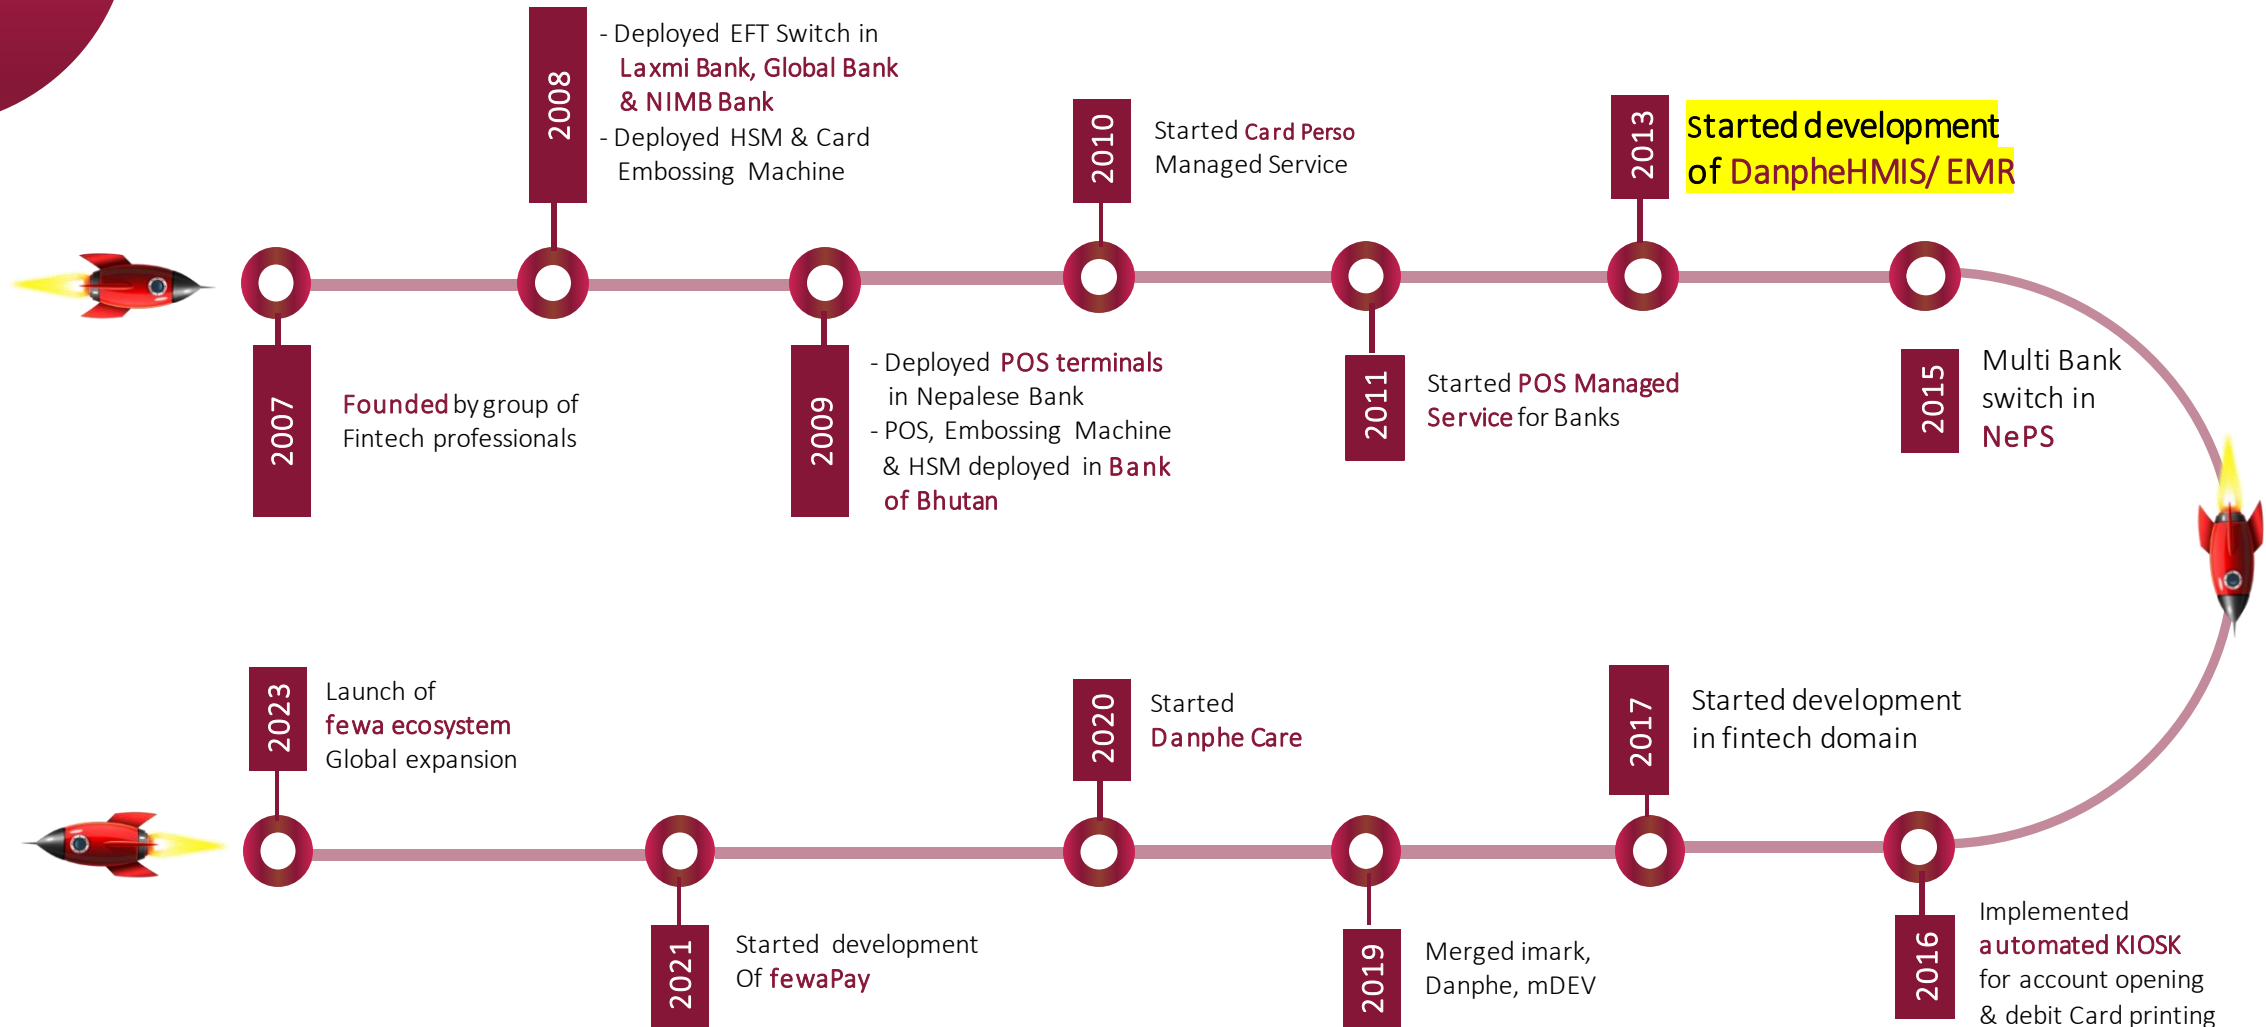 2007
Founded by group of
Fintech professionals
2008
- Deployed EFT Switch in
Laxmi Bank, Global Bank
& NIMB Bank
- Deployed HSM & Card
Embossing Machine
2009
- Deployed POS terminals
in Nepalese Bank
- POS, Embossing Machine
& HSM deployed in Bank
of Bhutan
2010
Started Card Perso
Managed Service
2011
Started POS Managed
Service for Banks
2013
Started development
of DanpheHMIS/ EMR
2015
Multi Bank
switch in
NePS
2016
Implemented
automated KIOSK
for account opening
& debit Card printing
2017
Started development
in fintech domain
2019
Merged imark,
Danphe, mDEV
2020
Started
Danphe Care
2021
Started development
Of fewaPay
2023
Launch of
fewa ecosystem
Global expansion